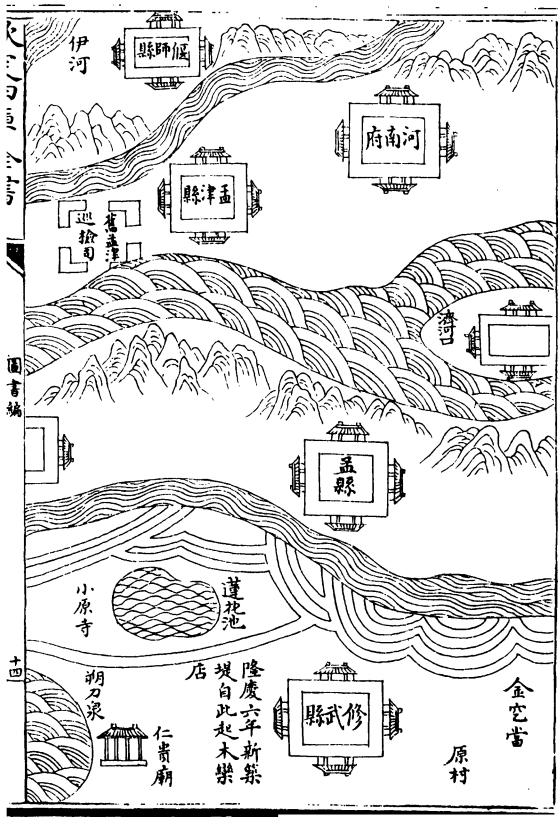 伊河
偃師縣
河南府
孟津縣
舊孟津
巡檢司
濟河口
孟縣
蓮花池
小原寺
隆慶六年新築
堤自此起木樂
店
朔刀泉
仁貴廟
修武縣
金空當
原村
圖書編
十四